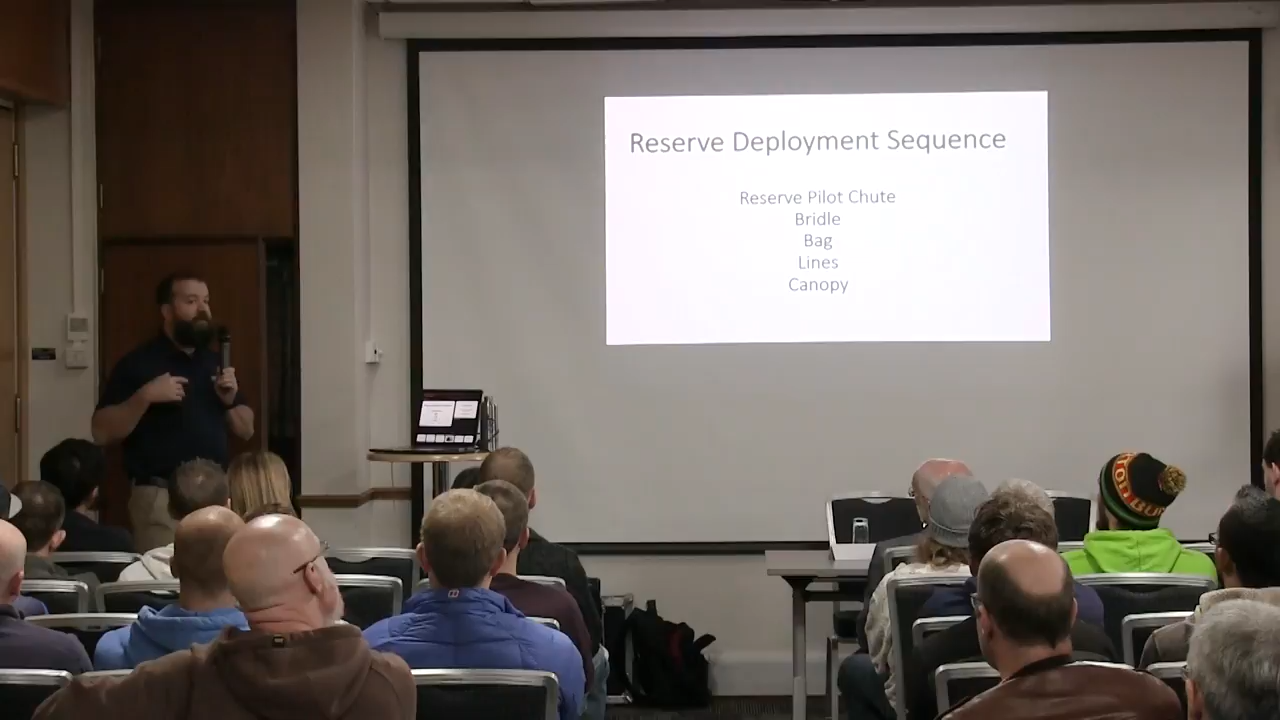 Reserve Deployment Sequence
Reserve Pilot Chute
Bridle
Bag
Lines
Canopy